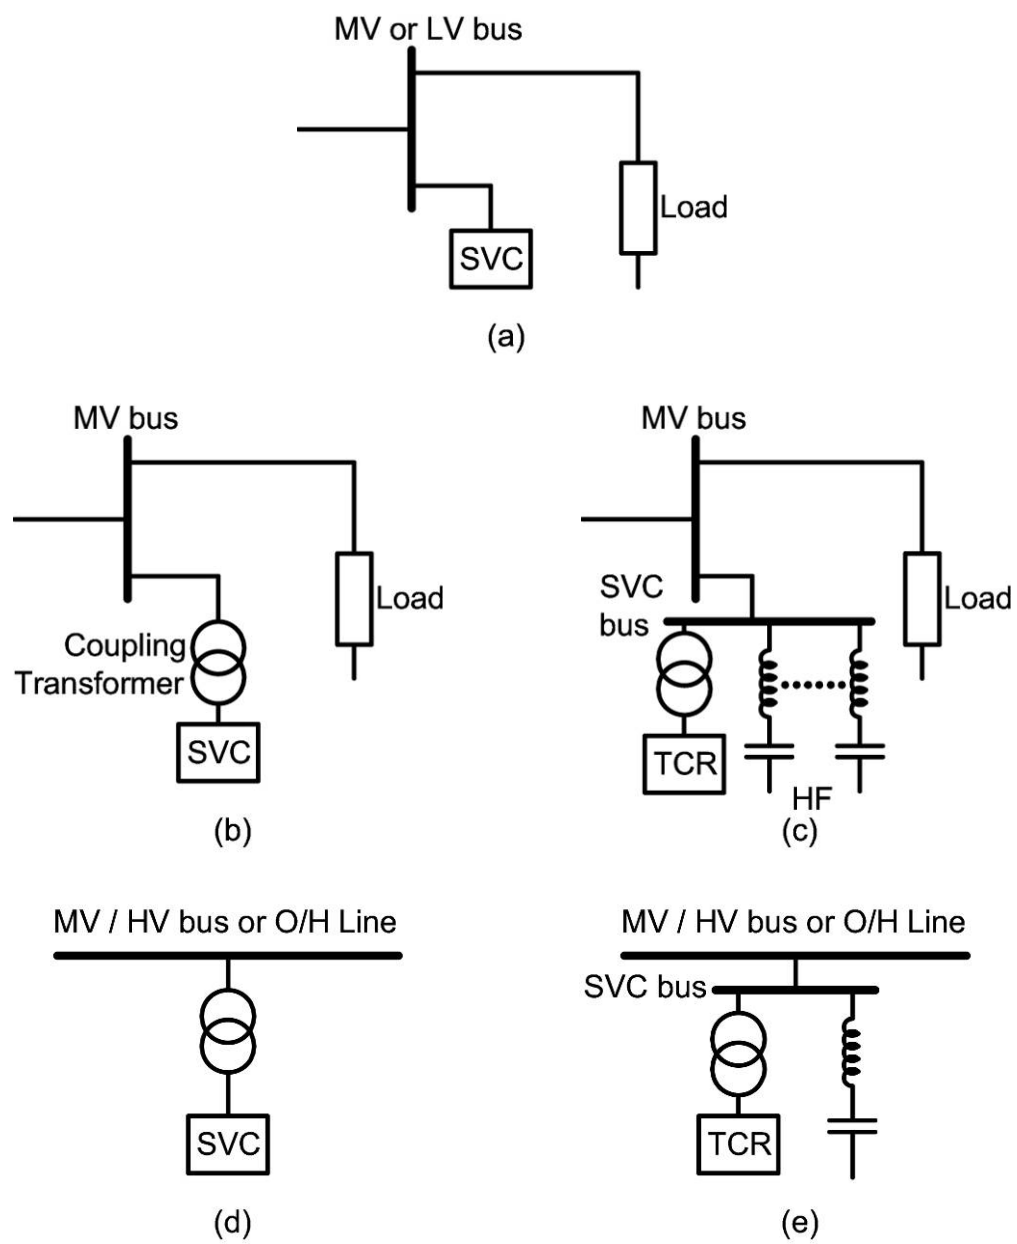 MV or LV bus
Load
SVC
(a)
MV bus
Load
Coupling
Transformer
SVC
(b)
MV bus
SVC
bus
Load
TCR
HF
(c)
MV / HV bus or O/H Line
SVC
(d)
MV / HV bus or O/H Line
SVC bus
TCR
(e)